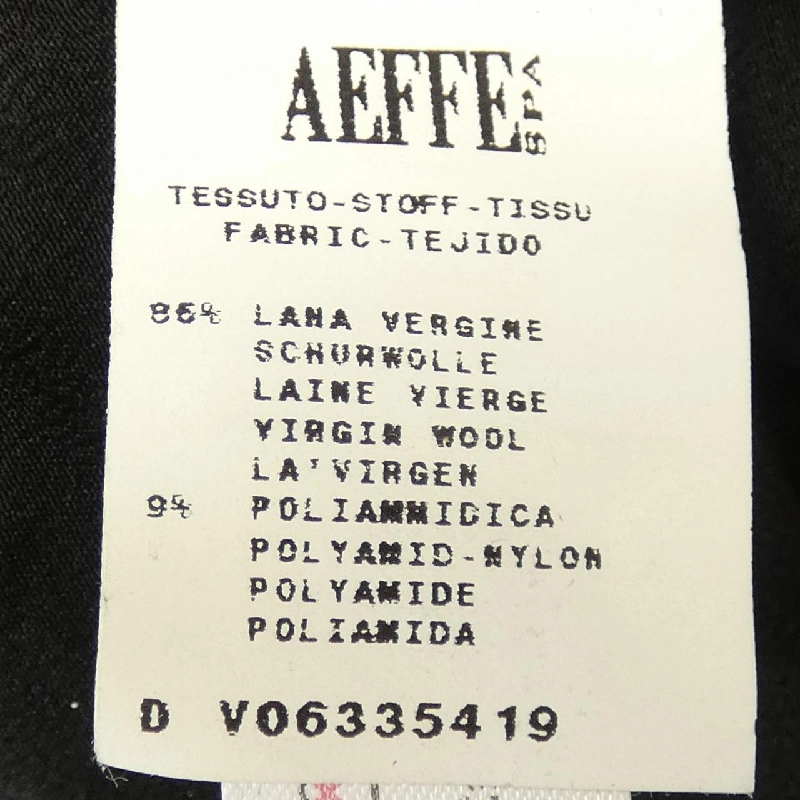 AEFFE SPA
TESSUTO-STOFF-TISSU
FABRIC-TEJIDO
86% LANA VERGINE
SCHURWOLLE
LAINE VIERGE
VIRGIN WOOL
LA'VIRGEN
9% POLIAMMIDICA
POLYAMID-NYLON
POLYAMIDE
POLIAMIDA
D VO6335419